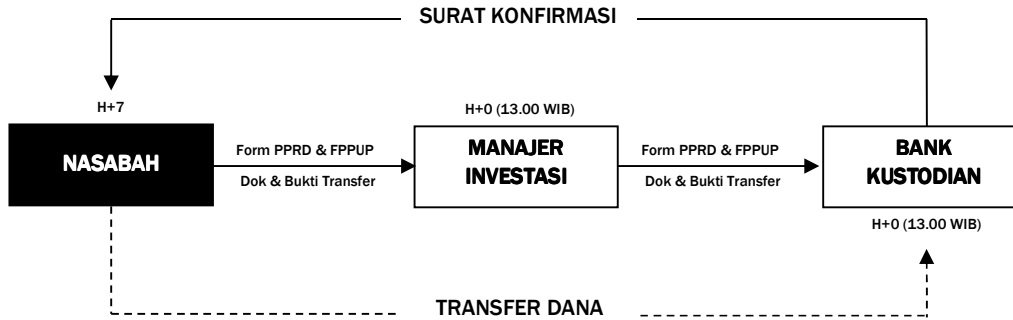 SURAT KONFIRMASI
H+7
H+0 (13.00 WIB)
NASABAH
Form PPRD & FPPUP
Dok & Bukti Transfer
MANAJER
INVESTASI
Form PPRD & FPPUP
Dok & Bukti Transfer
BANK
KUSTODIAN
H+0 (13.00 WIB)
TRANSFER DANA